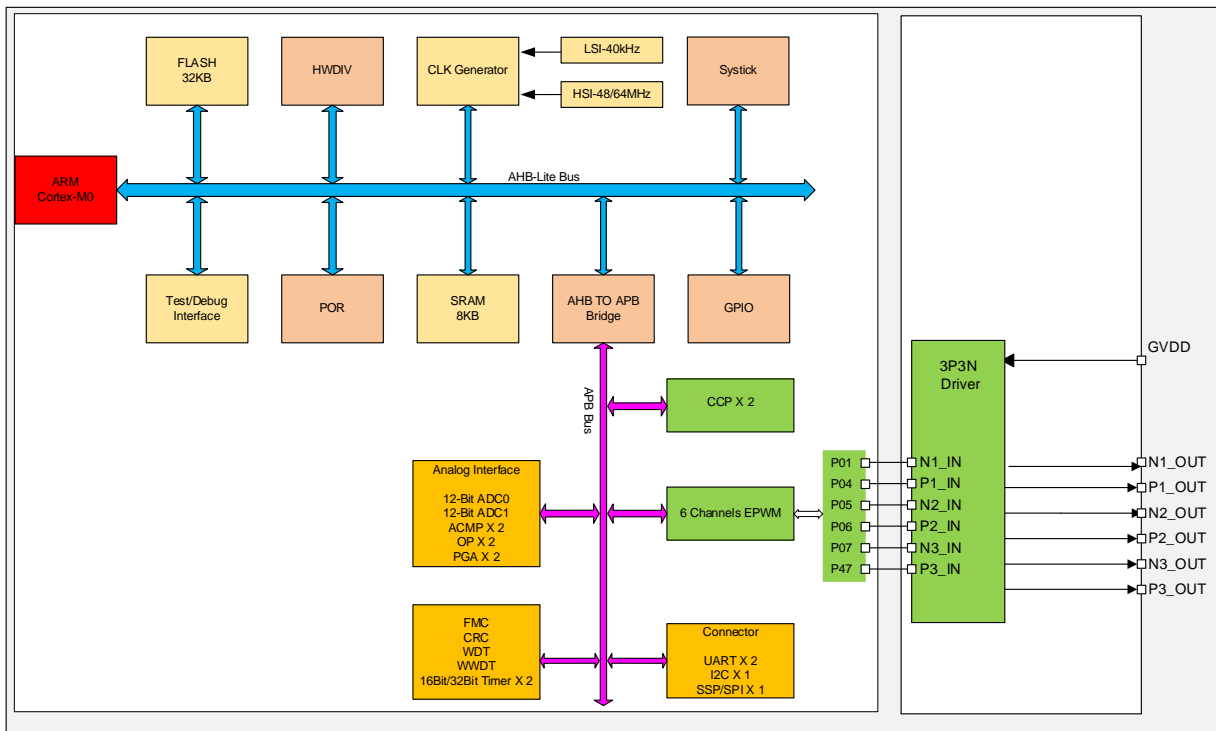 FLASH
32KB
HWDIV
CLK Generator
LSI-40kHz
HSI-48/64MHz
Systick
ARM
Cortex-M0
AHB-Lite Bus
Test/Debug
Interface
POR
SRAM
8KB
AHB TO APB
Bridge
GPIO
APB Bus
CCP X 2
Analog Interface
12-Bit ADC0
12-Bit ADC1
ACMP X 2
OP X 2
PGA X 2
6 Channels EPWM
P01
P04
P05
P06
P07
P47
3P3N
Driver
N1_IN
P1_IN
N2_IN
P2_IN
N3_IN
P3_IN
GVDD
N1_OUT
P1_OUT
N2_OUT
P2_OUT
N3_OUT
P3_OUT
FMC
CRC
WDT
WWDT
16Bit/32Bit Timer X 2
Connector
UART X 2
I2C X 1
SSP/SPI X 1